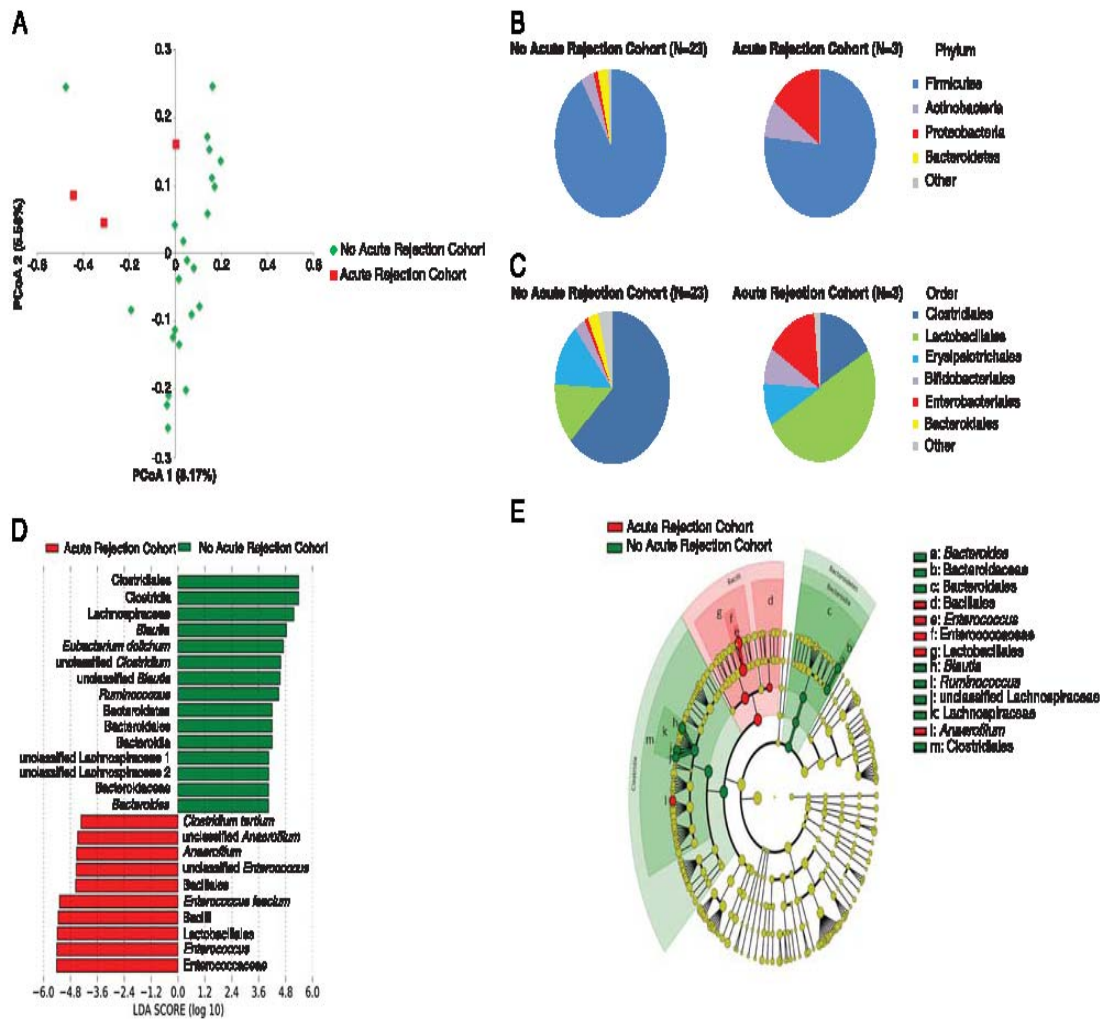 A
0.3
0.2
0.1
0
-0.1
-0.2
-0.3
-0.6 -0.4 -0.2 0 0.2 0.4 0.6
PCoA 1 (8.17%)
PCoA 2 (5.56%)
No Acute Rejection Cohort
Acute Rejection Cohort
B
No Acute Rejection Cohort (N=23) Acute Rejection Cohort (N=3) Phylum
Firmicutes
Actinobacteria
Proteobacteria
Bacteroidetes
Other
C
No Acute Rejection Cohort (N=23) Acute Rejection Cohort (N=3) Order
Clostridiales
Lactobacillales
Erysipelotrichales
Bifidobacteriales
Enterobacteriales
Bacteroidales
Other
D
Acute Rejection Cohort No Acute Rejection Cohort
Clostridiales
Clostridia
Lachnospiraceae
Blautia
Eubacterium dolichum
unclassified Clostridium
unclassified Blautia
Ruminococcus
Bacteroidetes
Bacteroidales
Bacteroidia
unclassified Lachnospiraceae 1
unclassified Lachnospiraceae 2
Bacteroidaceae
Bacteroides
Clostridium tertium
unclassified Anaerofilum
Anaerofilum
unclassified Enterococcus
Bacillales
Enterococcus faecium
Bacilli
Lactobacillales
Enterococcus
Enterococcaceae
-6.0 -4.8 -3.6 -2.4 -1.2 0.0 1.2 2.4 3.6 4.8 6.0
LDA SCORE (log 10)
E
Acute Rejection Cohort
No Acute Rejection Cohort
Bacilli
Bacteroidetes
Bacteroidia
Clostridia
g
f
e
d
c
b
m
k
l
a: Bacteroides
b: Bacteroidaceae
c: Bacteroidales
d: Bacillales
e: Enterococcus
f: Enterococcaceae
g: Lactobacillales
h: Blautia
i: Ruminococcus
j: unclassified Lachnospiraceae
k: Lachnospiraceae
l: Anaerofilum
m: Clostridiales